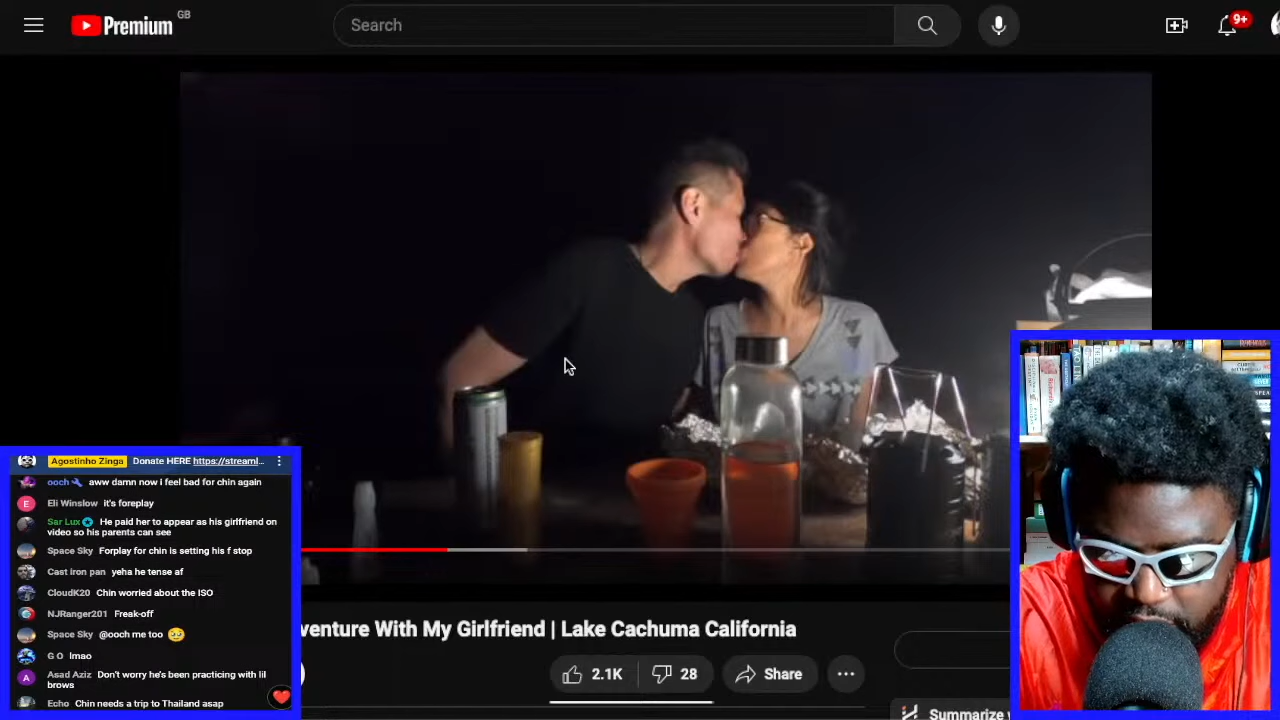 Premium GB
Search
9+
Agostinho Zinga Donate HERE https://streaml...
ooch aww damn now i feel bad for chin again
Eli Winslow it's foreplay
Sar Lux He paid her to appear as his girlfriend on
video so his parents can see
Space Sky Forplay for chin is setting his f stop
Cast iron pan yeha he tense af
CloudK20 Chin worried about the ISO
NJRanger201 Freak-off
Space Sky @ooch me too 🥹
G O lmao
Asad Aziz Don't worry he's been practicing with lil
brows
Echo Chin needs a trip to Thailand asap
venture With My Girlfriend | Lake Cachuma California
2.1K 28 Share
Summarize